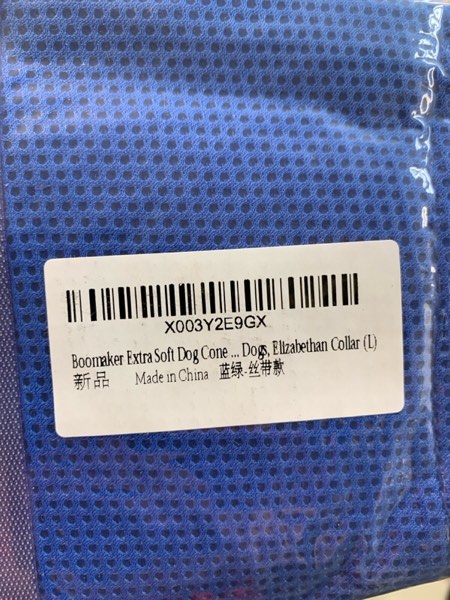 X003Y2E9GX
Boomaker Extra Soft Dog Cone ... Dogs, Elizabethan Collar (L)
新品 Made in China 蓝绿-丝带款